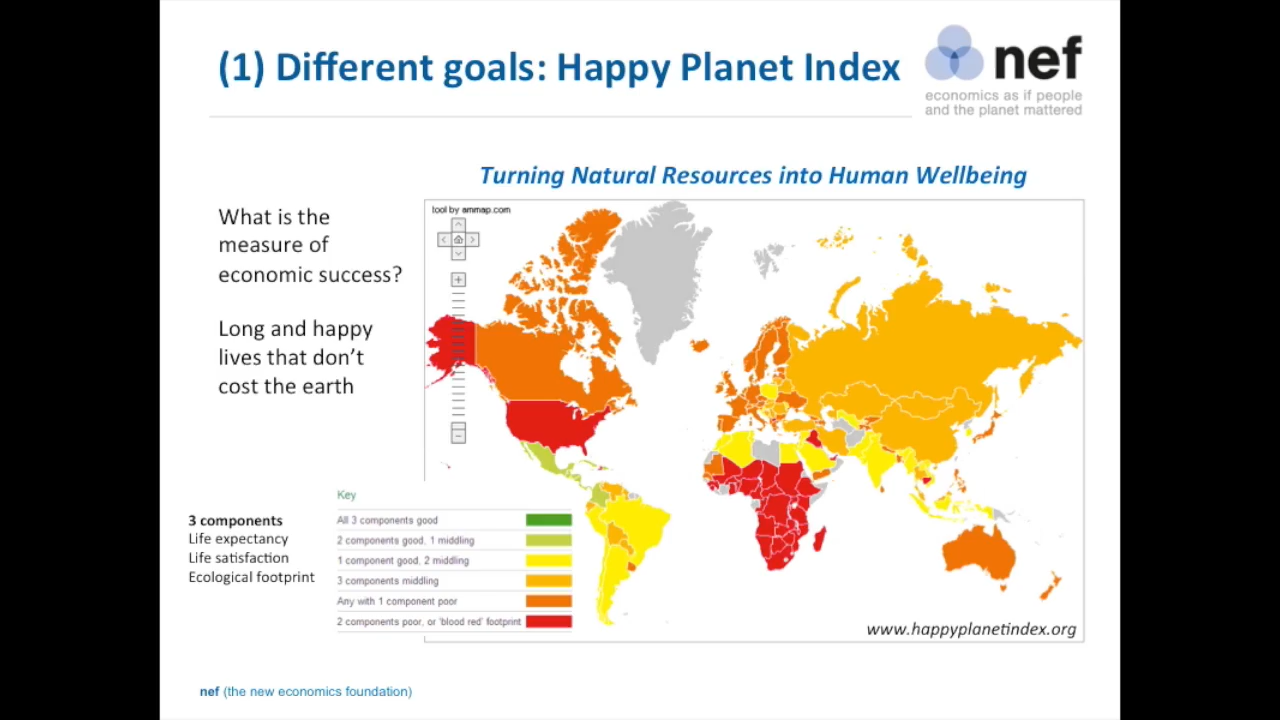 (1) Different goals: Happy Planet Index
nef
economics as if people
and the planet mattered
Turning Natural Resources into Human Wellbeing
What is the
measure of
economic success?
Long and happy
lives that don't
cost the earth
tool by ammap.com
3 components
Life expectancy
Life satisfaction
Ecological footprint
Key
All 3 components good
2 components good, 1 middling
1 component good, 2 middling
3 components middling
Any with 1 component poor
2 components poor, or 'blood red' footprint
www.happyplanetindex.org
nef (the new economics foundation)